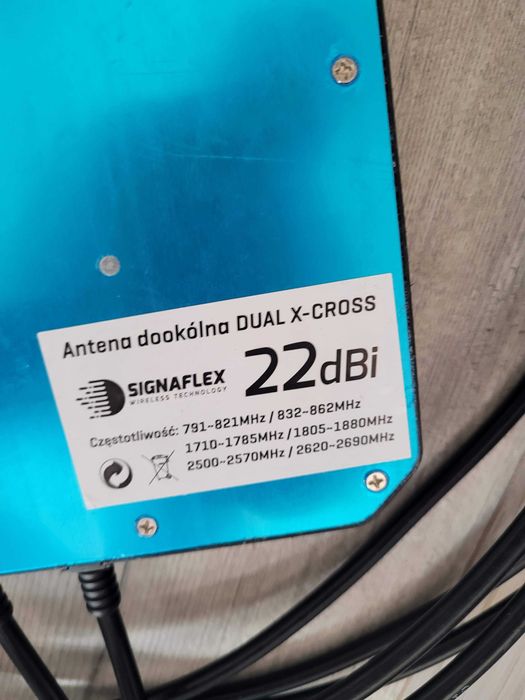 Antena dookólna DUAL X-CROSS
SIGNAFLEX
WIRELESS TECHNOLOGY
22dBi
Częstotliwość: 791~821MHz / 832~862MHz
1710~1785MHz / 1805~1880MHz
2500~2570MHz / 2620~2690MHz